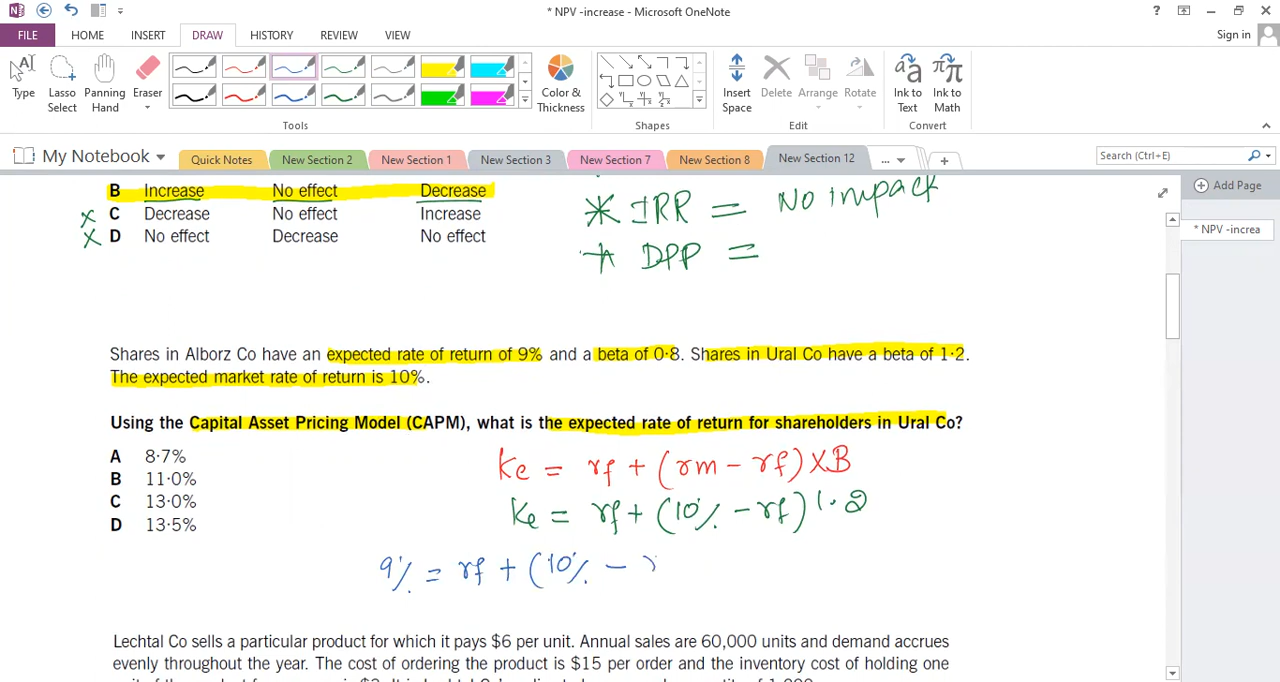 * NPV -increase - Microsoft OneNote
?
Sign in
FILE HOME INSERT DRAW HISTORY REVIEW VIEW
Type Lasso Select Panning Hand Eraser Color & Thickness Insert Space Delete Arrange Rotate Ink to Text Ink to Math
Tools Shapes Edit Convert
My Notebook Quick Notes New Section 2 New Section 1 New Section 3 New Section 7 New Section 8 New Section 12 ... + Search (Ctrl+E)
+ Add Page
* NPV -increa
B Increase No effect Decrease
x C Decrease No effect Increase
x D No effect Decrease No effect
* IRR = No impack
* DPP =
Shares in Alborz Co have an expected rate of return of 9% and a beta of 0·8. Shares in Ural Co have a beta of 1·2.
The expected market rate of return is 10%.
Using the Capital Asset Pricing Model (CAPM), what is the expected rate of return for shareholders in Ural Co?
A 8·7%
B 11·0%
C 13·0%
D 13·5%
Ke = rf + (rm - rf) X B
Ke = rf + (10% - rf) 1.2
9% = rf + (10% -
Lechtal Co sells a particular product for which it pays $6 per unit. Annual sales are 60,000 units and demand accrues
evenly throughout the year. The cost of ordering the product is $15 per order and the inventory cost of holding one